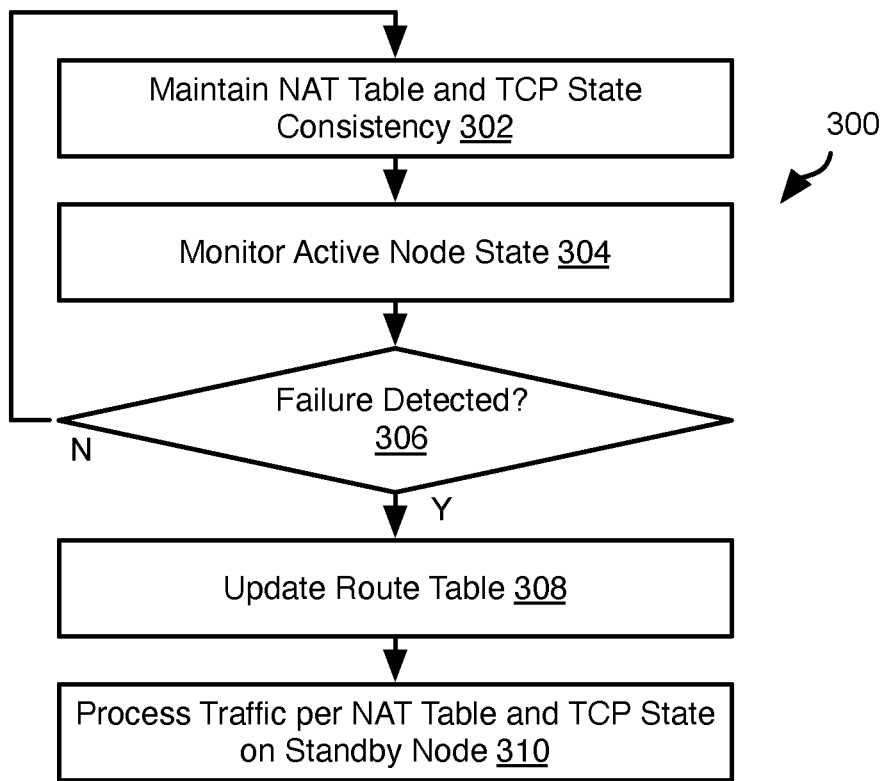 Maintain NAT Table and TCP State
Consistency 302
300
Monitor Active Node State 304
Failure Detected?
306
N
Y
Update Route Table 308
Process Traffic per NAT Table and TCP State
on Standby Node 310